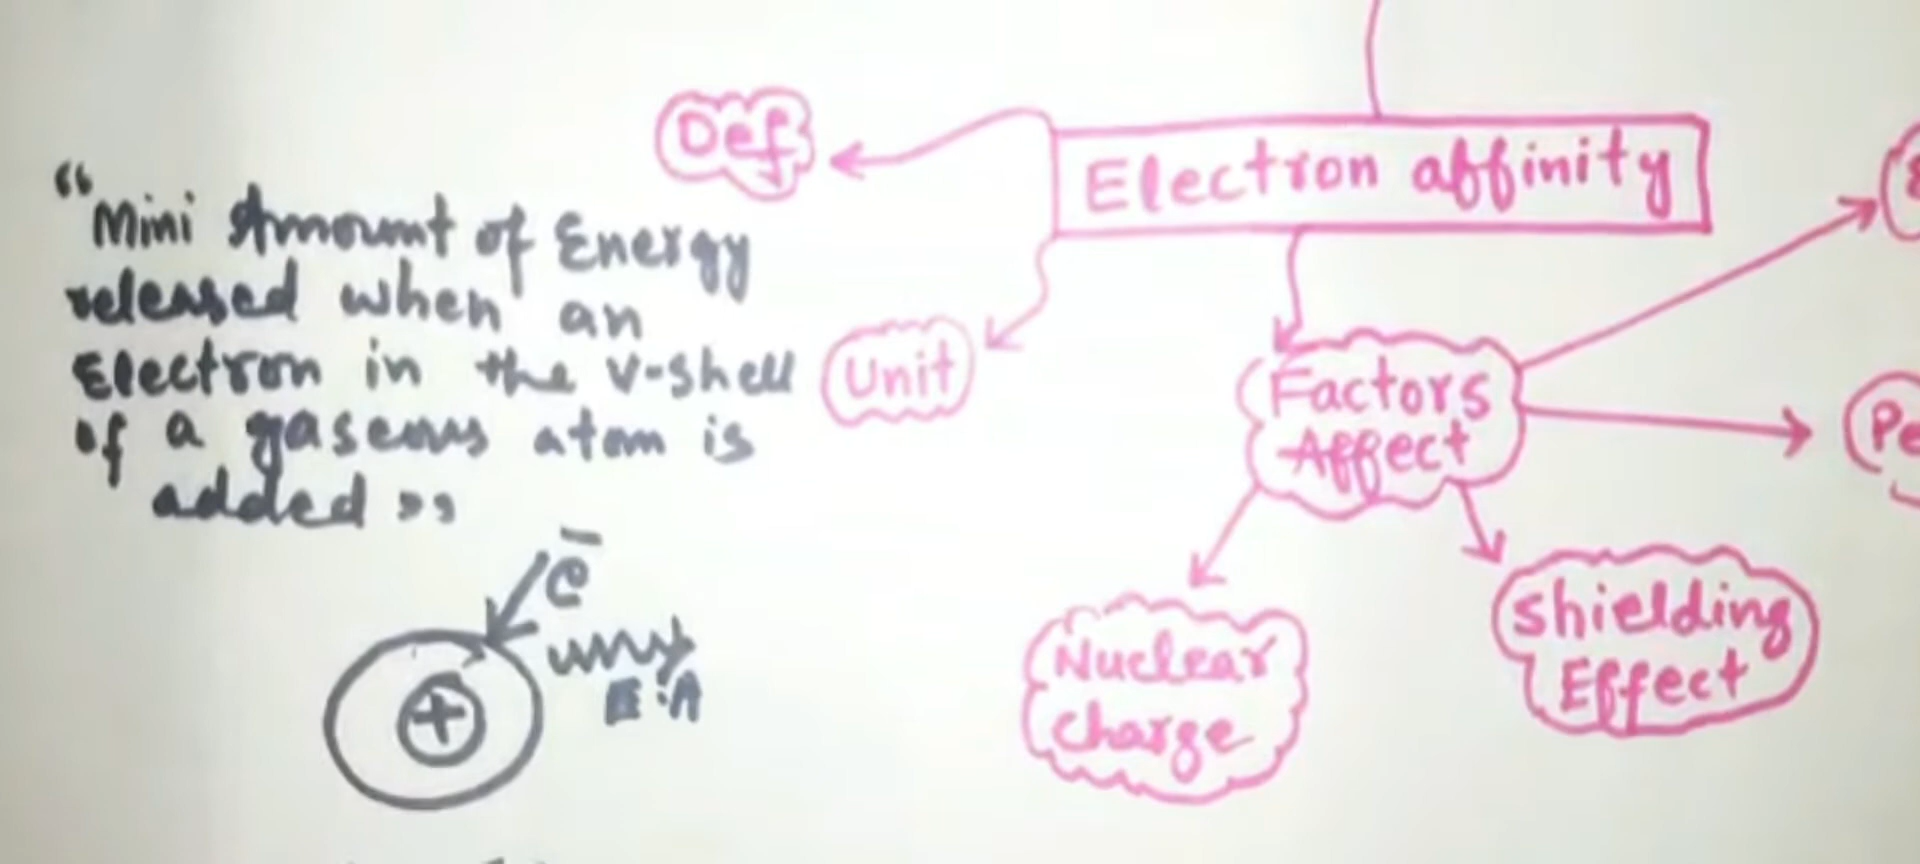 Electron affinity
Def
"Mini Amount of Energy
released when an
Electron in the v-shell
of a gaseous atom is
added "
Unit
Factors
Affect
Nuclear
charge
Shielding
Effect
e-
E.A
+